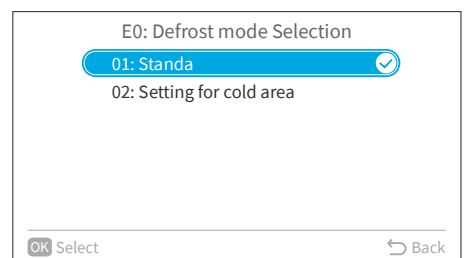 E0: Defrost mode Selection
01: Standa
02: Setting for cold area
OK Select
Back